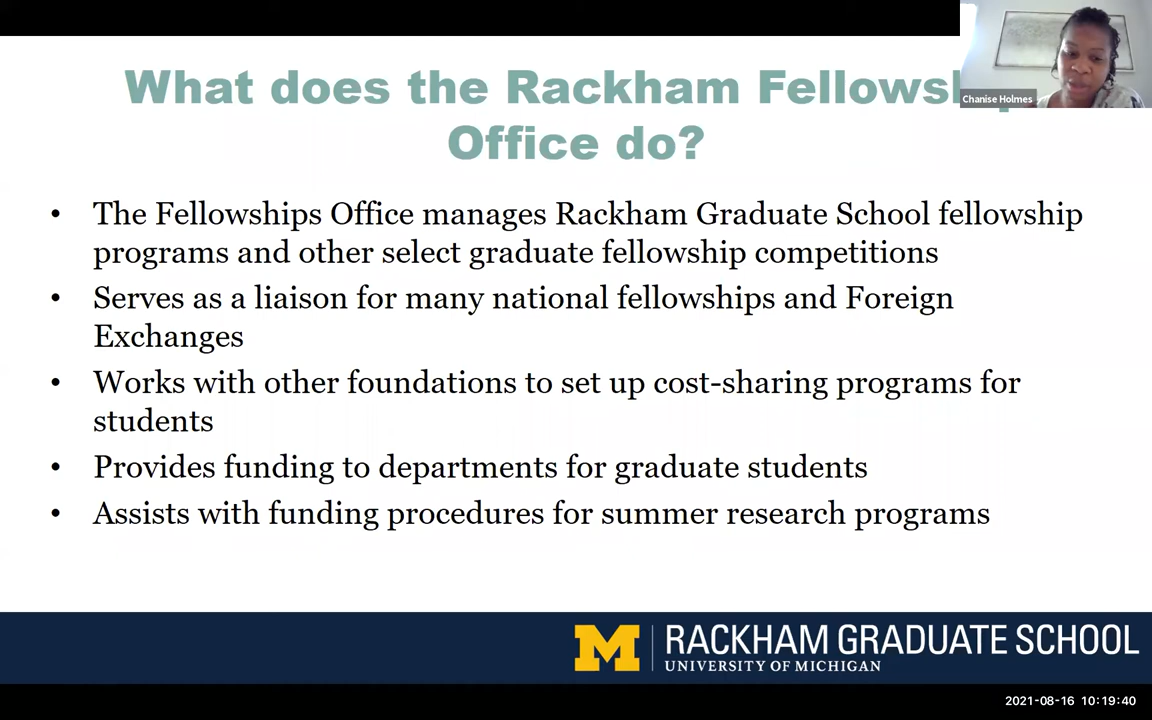 What does the Rackham Fellows
Office do?
Chanise Holmes
• The Fellowships Office manages Rackham Graduate School fellowship
programs and other select graduate fellowship competitions
• Serves as a liaison for many national fellowships and Foreign
Exchanges
• Works with other foundations to set up cost-sharing programs for
students
• Provides funding to departments for graduate students
• Assists with funding procedures for summer research programs
M RACKHAM GRADUATE SCHOOL
UNIVERSITY OF MICHIGAN
2021-08-16 10:19:40